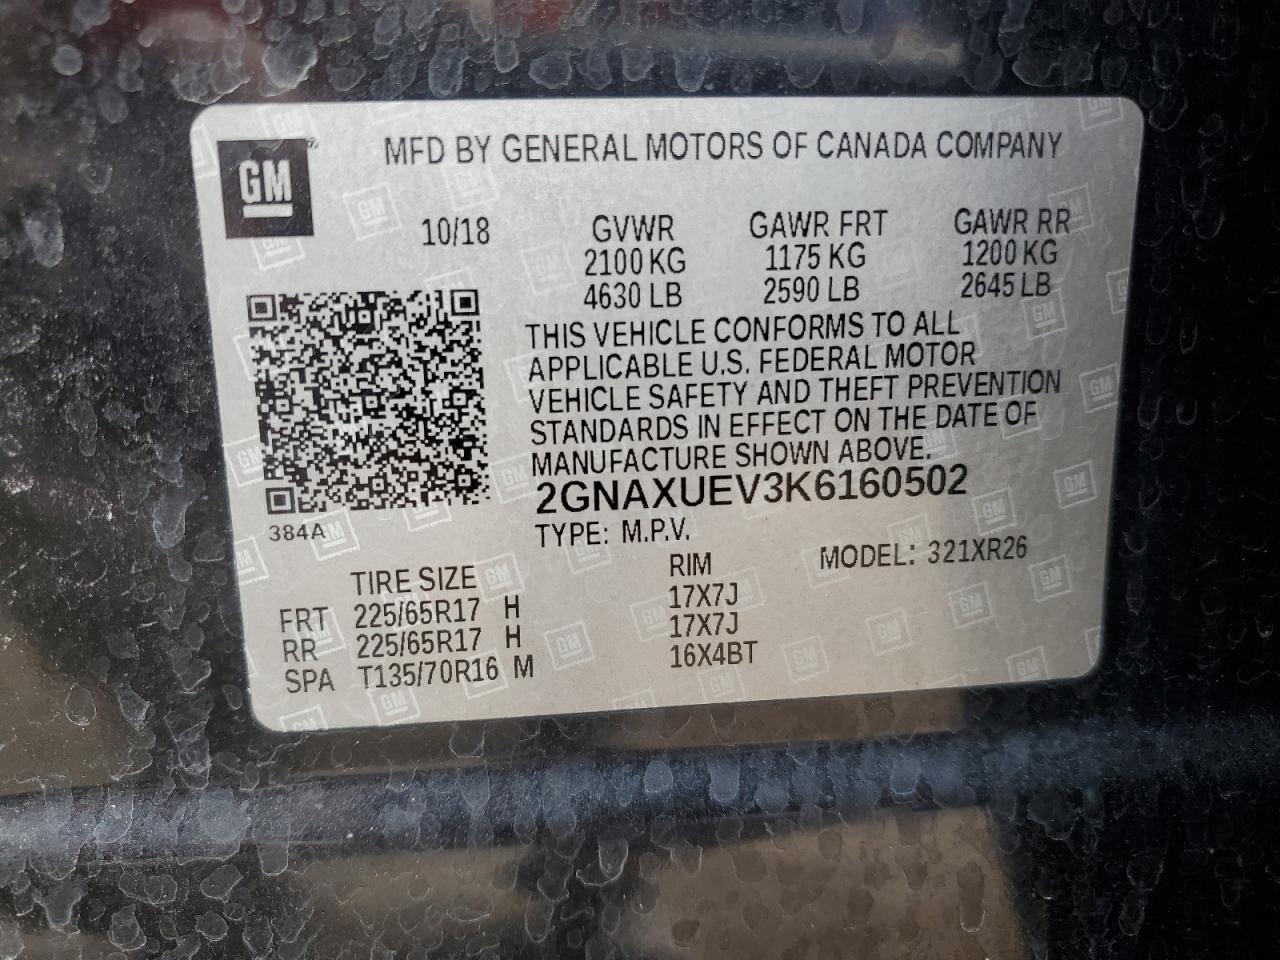 GM
MFD BY GENERAL MOTORS OF CANADA COMPANY
10/18 GVWR GAWR FRT GAWR RR
2100 KG 1175 KG 1200 KG
4630 LB 2590 LB 2645 LB
THIS VEHICLE CONFORMS TO ALL
APPLICABLE U.S. FEDERAL MOTOR
VEHICLE SAFETY AND THEFT PREVENTION
STANDARDS IN EFFECT ON THE DATE OF
MANUFACTURE SHOWN ABOVE.
2GNAXUEV3K6160502
384A
TYPE: M.P.V. MODEL: 321XR26
TIRE SIZE RIM
FRT 225/65R17 H 17X7J
RR 225/65R17 H 17X7J
SPA T135/70R16 M 16X4BT